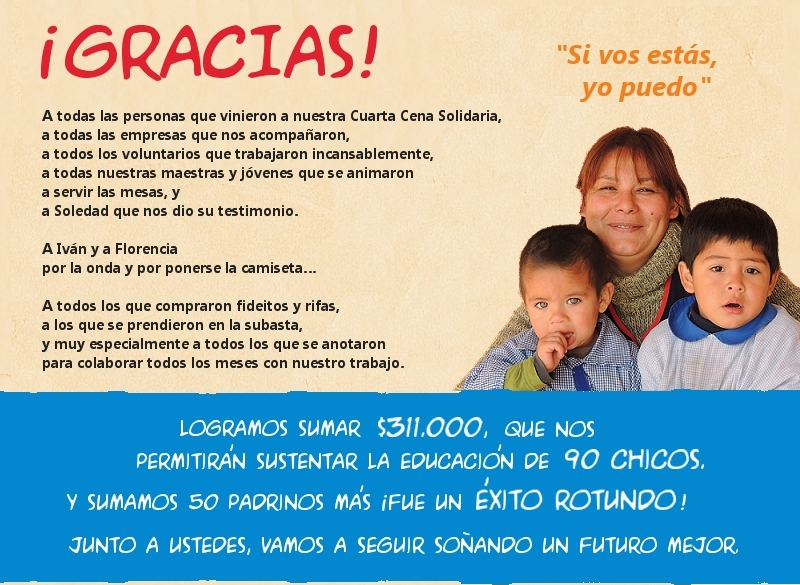 ¡GRACIAS!
"Si vos estás,
yo puedo"
A todas las personas que vinieron a nuestra Cuarta Cena Solidaria,
a todas las empresas que nos acompañaron,
a todos los voluntarios que trabajaron incansablemente,
a todas nuestras maestras y jóvenes que se animaron
a servir las mesas, y
a Soledad que nos dio su testimonio.
A Iván y a Florencia
por la onda y por ponerse la camiseta...
A todos los que compraron fideitos y rifas,
a los que se prendieron en la subasta,
y muy especialmente a todos los que se anotaron
para colaborar todos los meses con nuestro trabajo.
LOGRAMOS SUMAR $311.000, QUE NOS
PERMITIRÁN SUSTENTAR LA EDUCACIÓN DE 90 CHICOS.
Y SUMAMOS 50 PADRINOS MÁS ¡FUE UN ÉXITO ROTUNDO!
JUNTO A USTEDES, VAMOS A SEGUIR SOÑANDO UN FUTURO MEJOR.